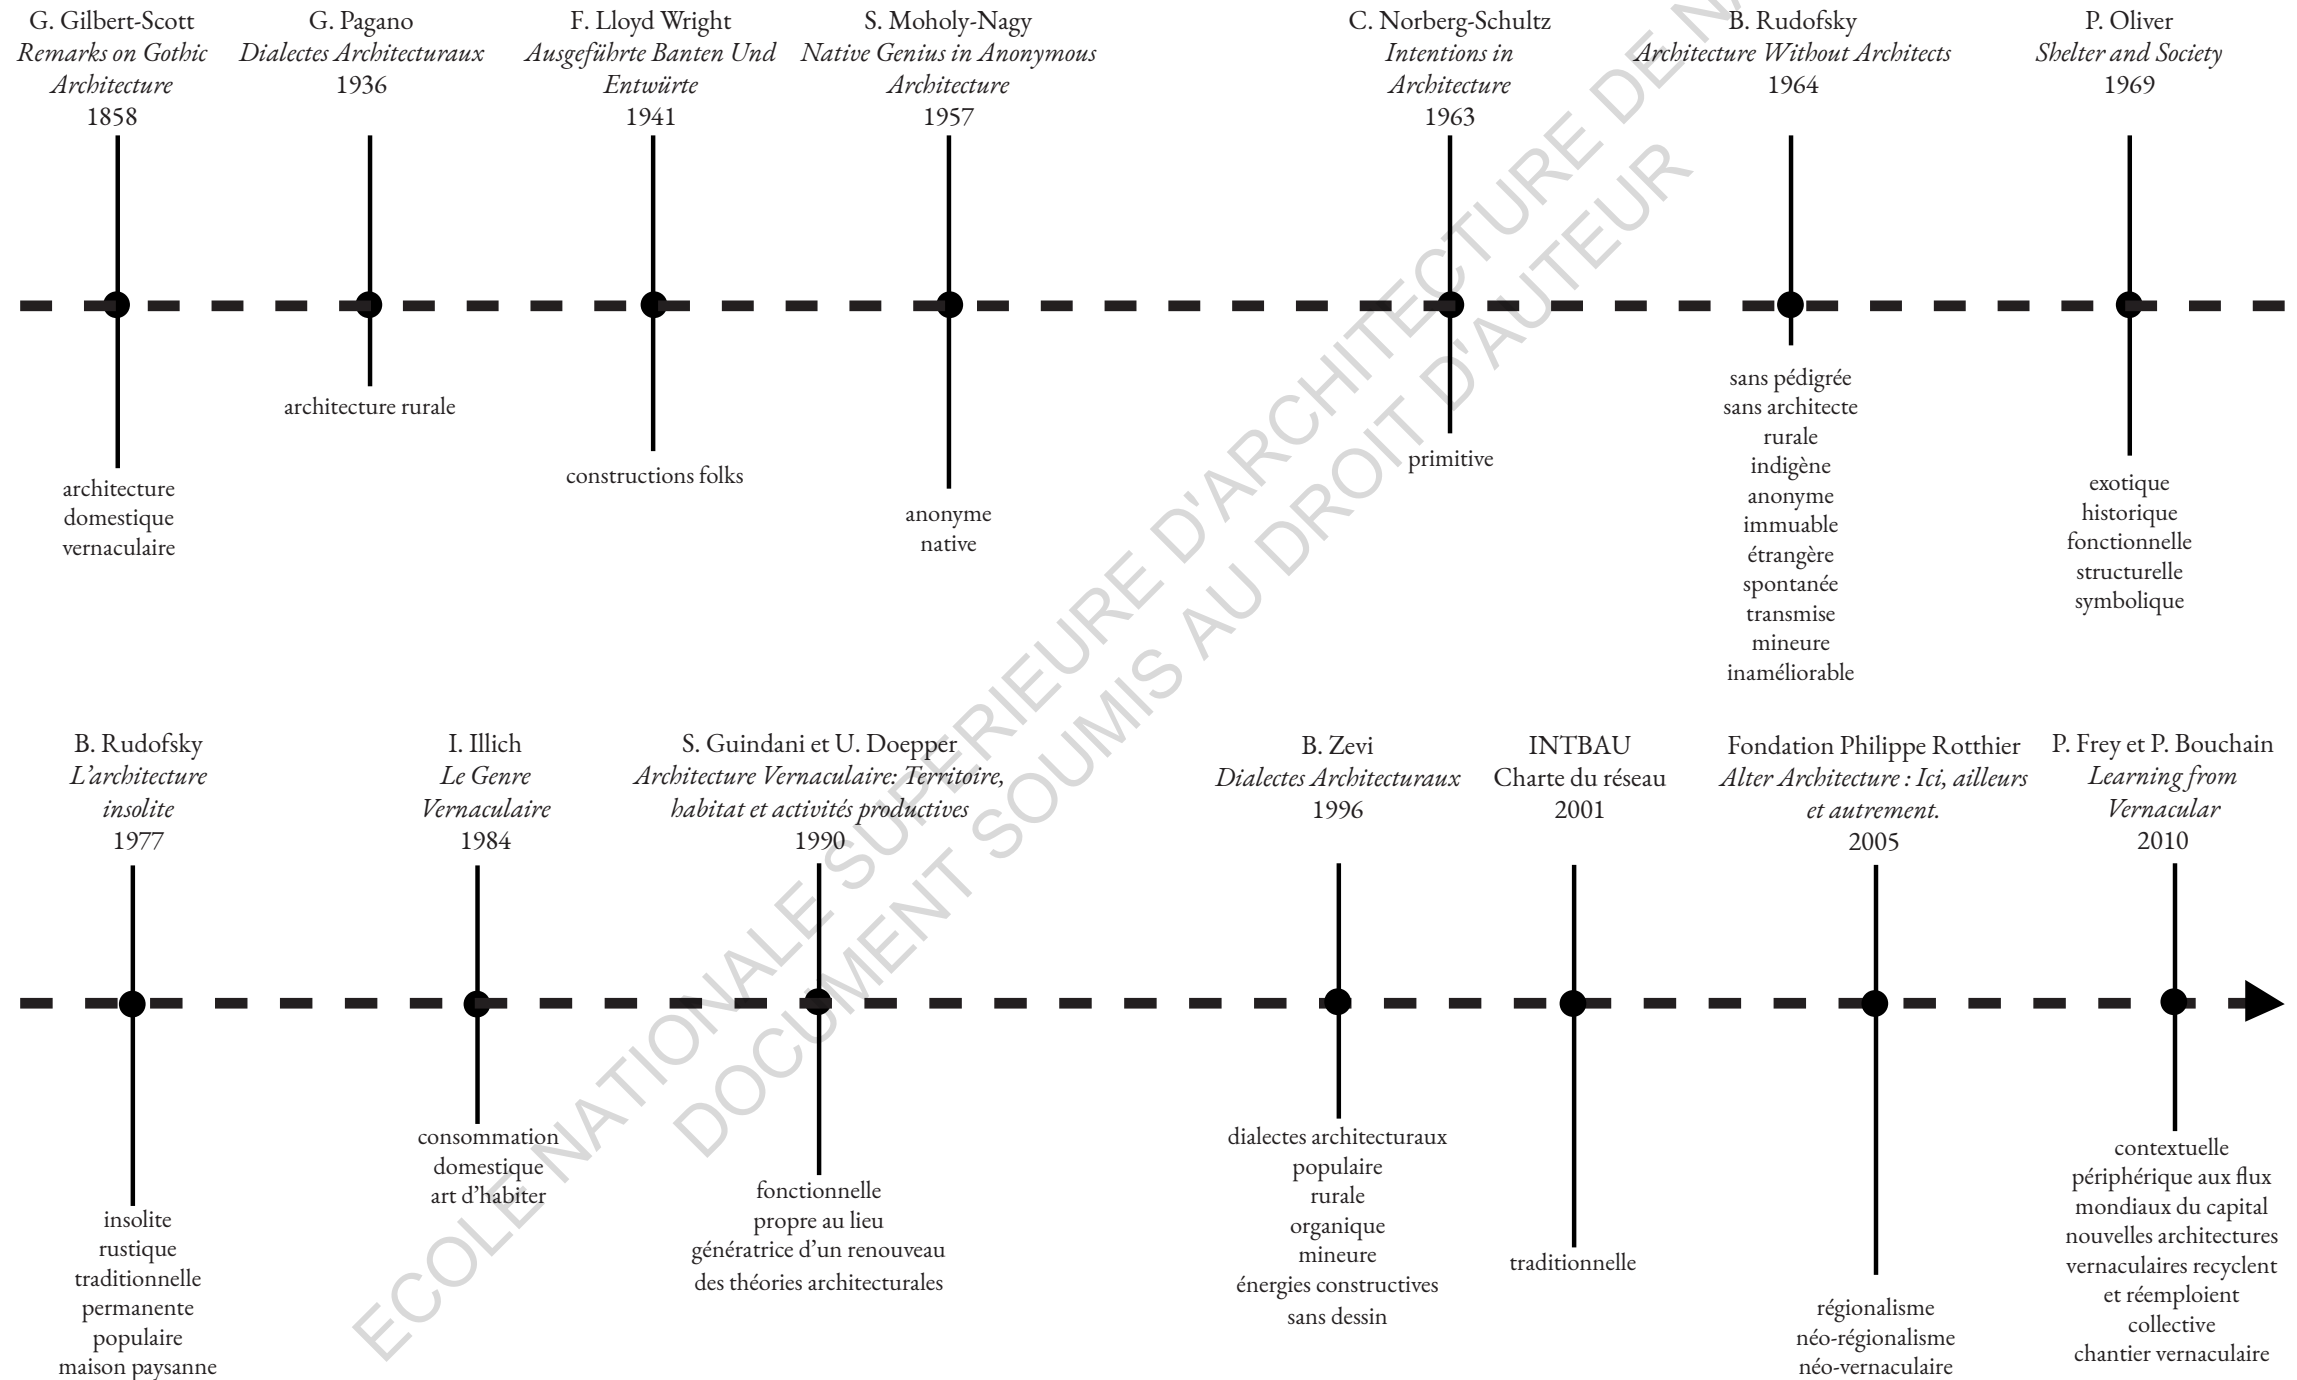 G. Gilbert-Scott
Remarks on Gothic
Architecture
1858
architecture
domestique
vernaculaire
G. Pagano
Dialectes Architecturaux
1936
architecture rurale
F. Lloyd Wright
Ausgeführte Banten Und
Entwürte
1941
constructions folks
S. Moholy-Nagy
Native Genius in Anonymous
Architecture
1957
anonyme
native
C. Norberg-Schultz
Intentions in
Architecture
1963
primitive
B. Rudofsky
Architecture Without Architects
1964
sans pédigrée
sans architecte
rurale
indigène
anonyme
immuable
étrangère
spontanée
transmise
mineure
inaméliorable
P. Oliver
Shelter and Society
1969
exotique
historique
fonctionnelle
structurelle
symbolique
B. Rudofsky
L'architecture
insolite
1977
insolite
rustique
traditionnelle
permanente
populaire
maison paysanne
I. Illich
Le Genre
Vernaculaire
1984
consommation
domestique
art d'habiter
S. Guindani et U. Doepper
Architecture Vernaculaire: Territoire,
habitat et activités productives
1990
fonctionnelle
propre au lieu
génératrice d'un renouveau
des théories architecturales
B. Zevi
Dialectes Architecturaux
1996
dialectes architecturaux
populaire
rurale
organique
mineure
énergies constructives
sans dessin
INTBAU
Charte du réseau
2001
traditionnelle
Fondation Philippe Rotthier
Alter Architecture : Ici, ailleurs
et autrement.
2005
régionalisme
néo-régionalisme
néo-vernaculaire
P. Frey et P. Bouchain
Learning from
Vernacular
2010
contextuelle
périphérique aux flux
mondiaux du capital
nouvelles architectures
vernaculaires recyclent
et réemploient
collective
chantier vernaculaire
ECOLE NATIONALE SUPERIEURE D'ARCHITECTURE DE
DOCUMENT SOUMIS AU DROIT D'AUTEUR